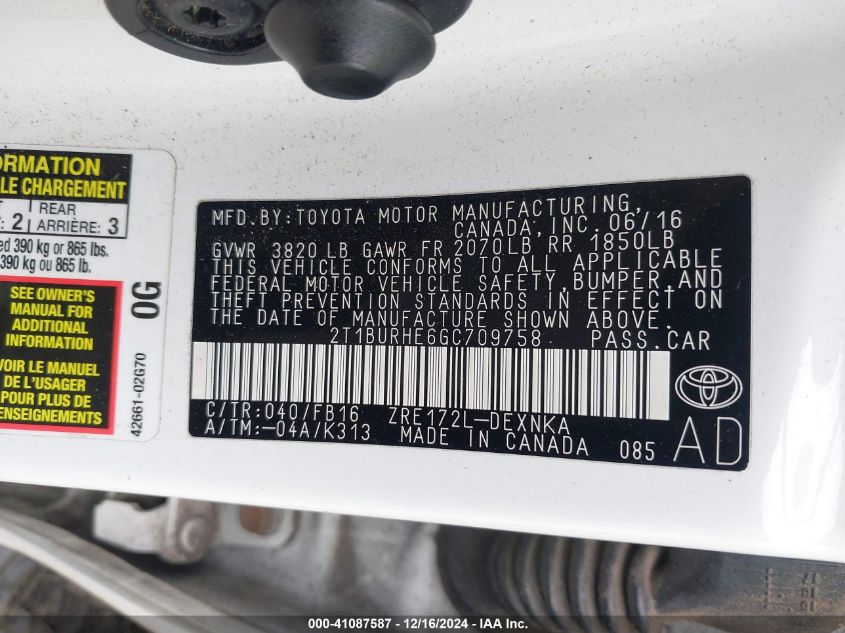 ORMATION
LE CHARGEMENT
T
: 2
REAR
ARRIÈRE: 3
ed 390 kg or 865 lbs.
390 kg ou 865 lb.
SEE OWNER'S
MANUAL FOR
ADDITIONAL
INFORMATION
VOIR LE MANUEL
DE L'USAGER
POUR PLUS DE
RENSEIGNEMENTS
0G
42661-02G70
MFD.BY:TOYOTA MOTOR MANUFACTURING,
CANADA,INC.06/16
GVWR 3820 LB GAWR FR 2070LB RR 1850LB
THIS VEHICLE CONFORMS TO ALL APPLICABLE
FEDERAL MOTOR VEHICLE SAFETY,BUMPER,AND
THEFT PREVENTION STANDARDS IN EFFECT ON
THE DATE OF MANUFACTURE SHOWN ABOVE.
2T1BURHE6GC709758 PASS.CAR
C/TR:040/FB16 ZRE172L-DEXNKA
A/TM:-04A/K313 MADE IN CANADA 085
AD
000-41087587 - 12/16/2024 - IAA Inc.